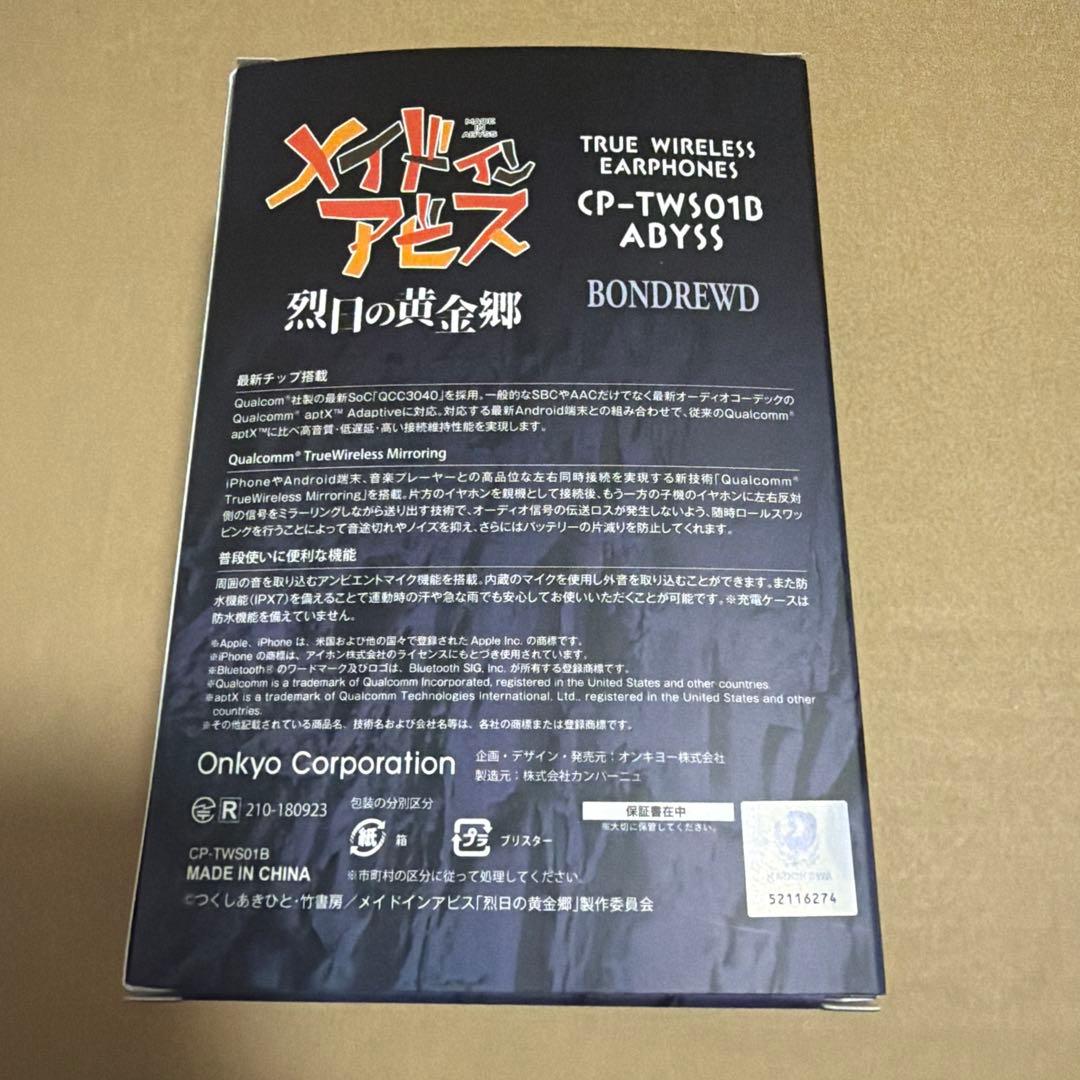 メイドイン
MADE IN ABYSS
アビス
烈日の黄金郷
TRUE WIRELESS
EARPHONES
CP-TWS01B
ABYSS
BONDREWD
最新チップ搭載
Qualcom®社製の最新SoC「QCC3040」を採用。一般的なSBCやAACだけでなく最新オーディオコーデックの
Qualcomm® aptX™ Adaptiveに対応。対応する最新Android端末との組み合わせで、従来のQualcomm®
aptX™に比べ高音質・低遅延・高い接続維持性能を実現します。
Qualcomm® TrueWireless Mirroring
iPhoneやAndroid端末、音楽プレーヤーとの高品位な左右同時接続を実現する新技術「Qualcomm®
TrueWireless Mirroring」を搭載。片方のイヤホンを親機として接続後、もう一方の子機のイヤホンに左右反対
側の信号をミラーリングしながら送り出す技術で、オーディオ信号の伝送ロスが発生しないよう、随時ロールスワッ
ピングを行うことによって音途切れやノイズを抑え、さらにはバッテリーの片減りを防止してくれます。
普段使いに便利な機能
周囲の音を取り込むアンビエントマイク機能を搭載。内蔵のマイクを使用し外音を取り込むことができます。また防
水機能(IPX7)を備えることで運動時の汗や急な雨でも安心してお使いいただくことが可能です。※充電ケースは
防水機能を備えていません。
※Apple、iPhone は、米国および他の国々で登録された Apple Inc. の商標です。
※iPhone の商標は、アイホン株式会社のライセンスにもとづき使用されています。
※Bluetooth® のワードマーク及びロゴは、Bluetooth SIG, Inc. が所有する登録商標です。
※Qualcomm is a trademark of Qualcomm Incorporated, registered in the United States and other countries.
※aptX is a trademark of Qualcomm Technologies International, Ltd., registered in the United States and other
countries.
※その他記載されている商品名、技術名および会社名等は、各社の商標または登録商標です。
Onkyo Corporation
企画・デザイン・発売元：オンキヨー株式会社
製造元：株式会社カンパーニュ
R 210-180923
包装の分別区分
紙 箱
プラ ブリスター
※市町村の区分に従って処理してください。
保証書在中
※大切に保管してください。
CP-TWS01B
MADE IN CHINA
KADOKAWA
52116274
©つくしあきひと・竹書房／メイドインアビス「烈日の黄金郷」製作委員会